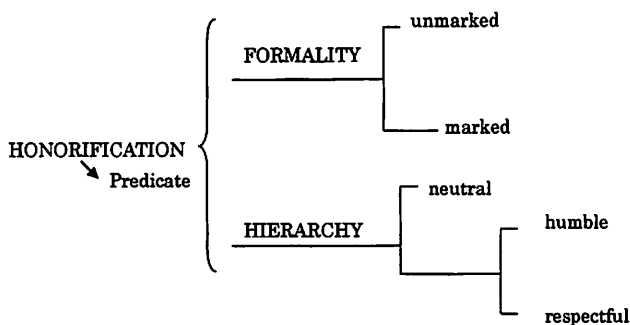 unmarked
FORMALITY
marked
HONORIFICATION
Predicate
neutral
humble
HIERARCHY
respectful